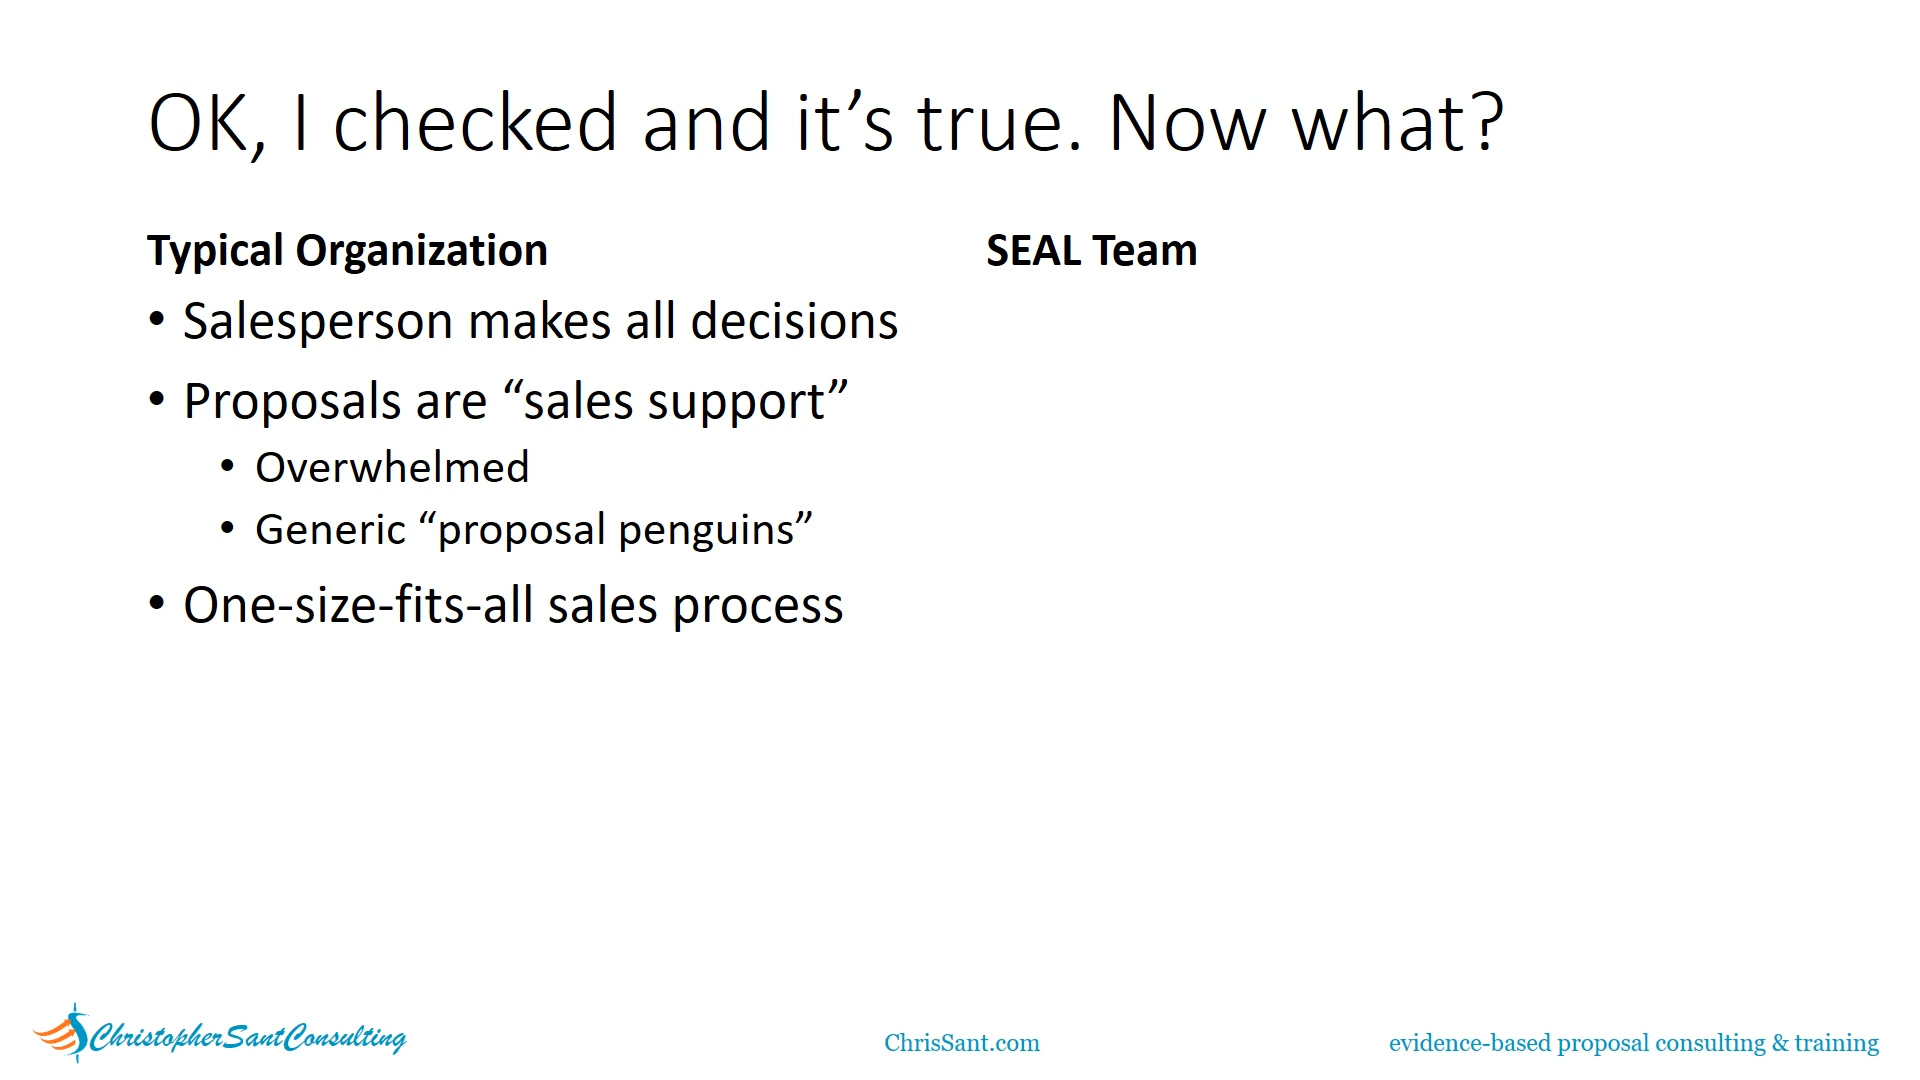 OK, I checked and it’s true. Now what?
Typical Organization
• Salesperson makes all decisions
• Proposals are “sales support”
• Overwhelmed
• Generic “proposal penguins”
• One-size-fits-all sales process
SEAL Team
ChristopherSantConsulting
ChrisSant.com
evidence-based proposal consulting & training